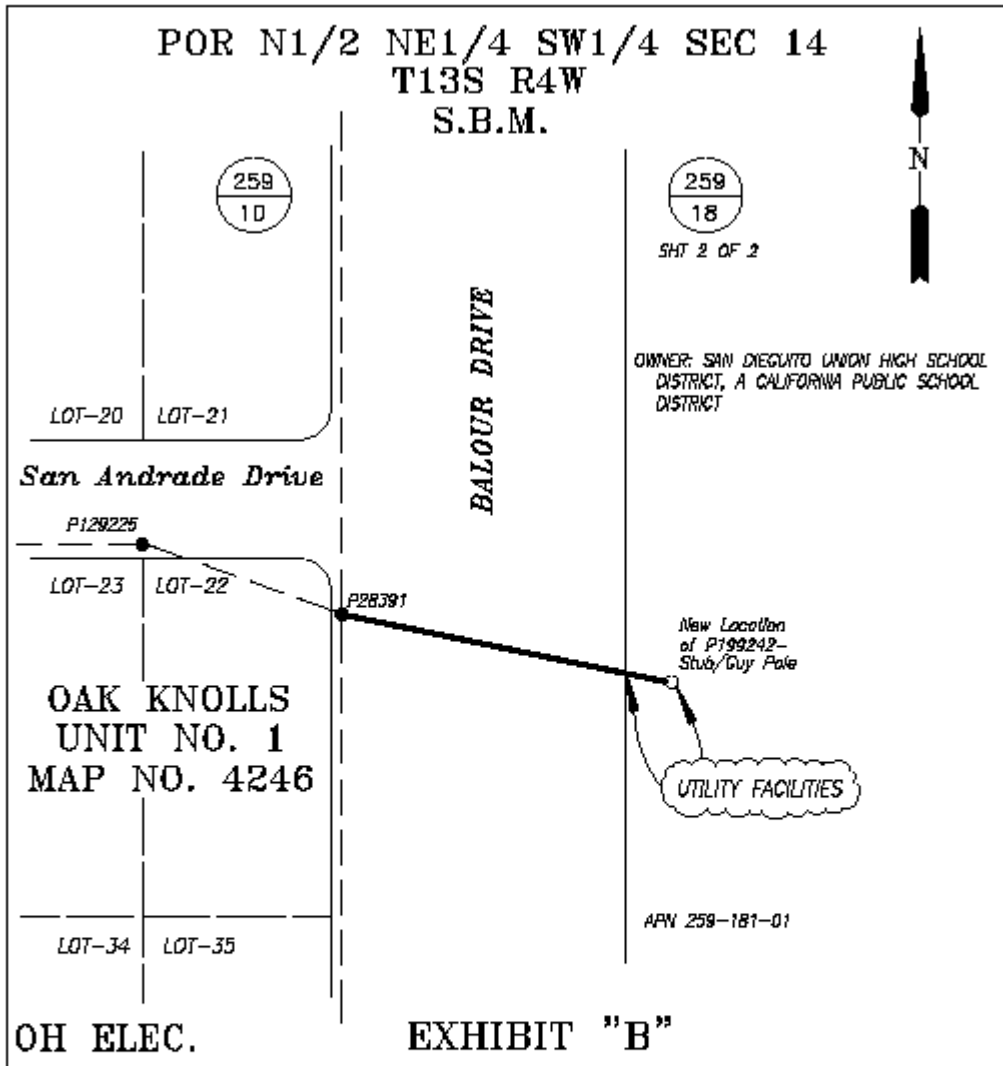 POR N1/2 NE1/4 SW1/4 SEC 14
T13S R4W
S.B.M.
N
259
10
259
18
SHT 2 OF 2
BALOUR DRIVE
OWNER: SAN DIEGUITO UNION HIGH SCHOOL
DISTRICT, A CALIFORNIA PUBLIC SCHOOL
DISTRICT
LOT-20
LOT-21
San Andrade Drive
P129225
LOT-23
LOT-22
P28391
New Location
of P199242-
Stub/Guy Pole
OAK KNOLLS
UNIT NO. 1
MAP NO. 4246
UTILITY FACILITIES
APN 259-181-01
LOT-34
LOT-35
OH ELEC.
EXHIBIT "B"